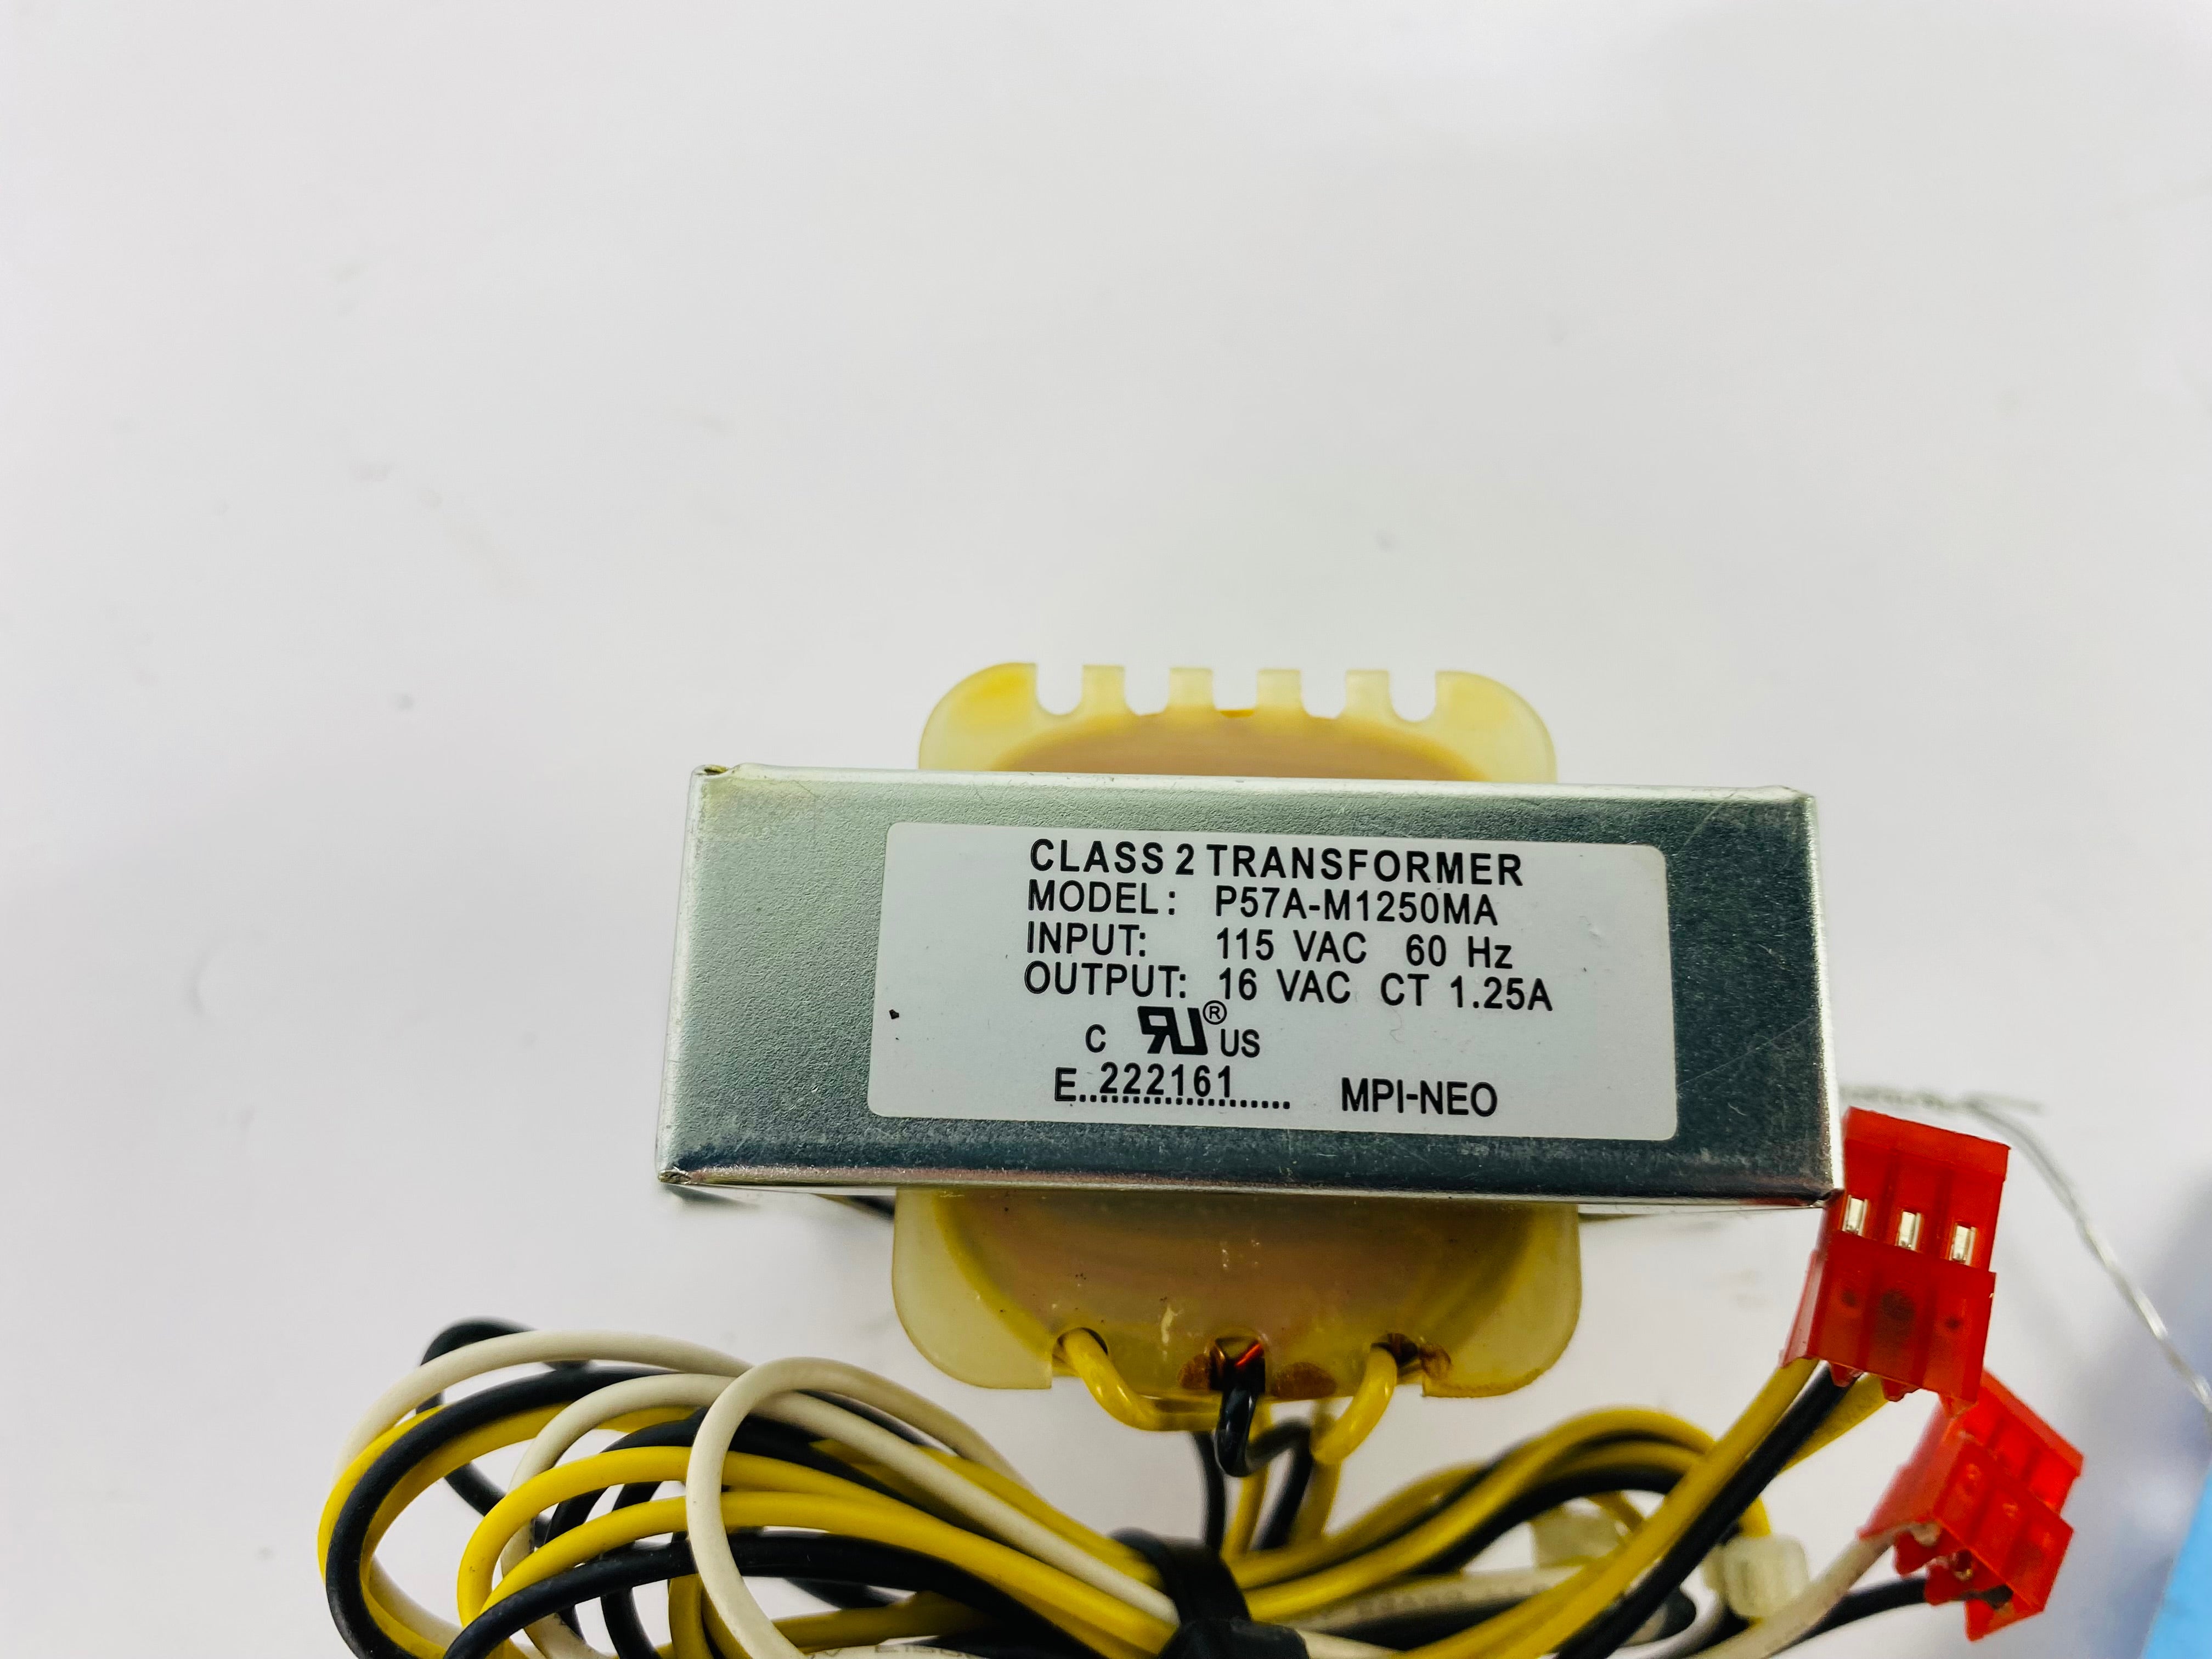 CLASS 2 TRANSFORMER
MODEL: P57A-M1250MA
INPUT: 115 VAC 60 Hz
OUTPUT: 16 VAC CT 1.25A
C RU® US
E..222161..... MPI-NEO